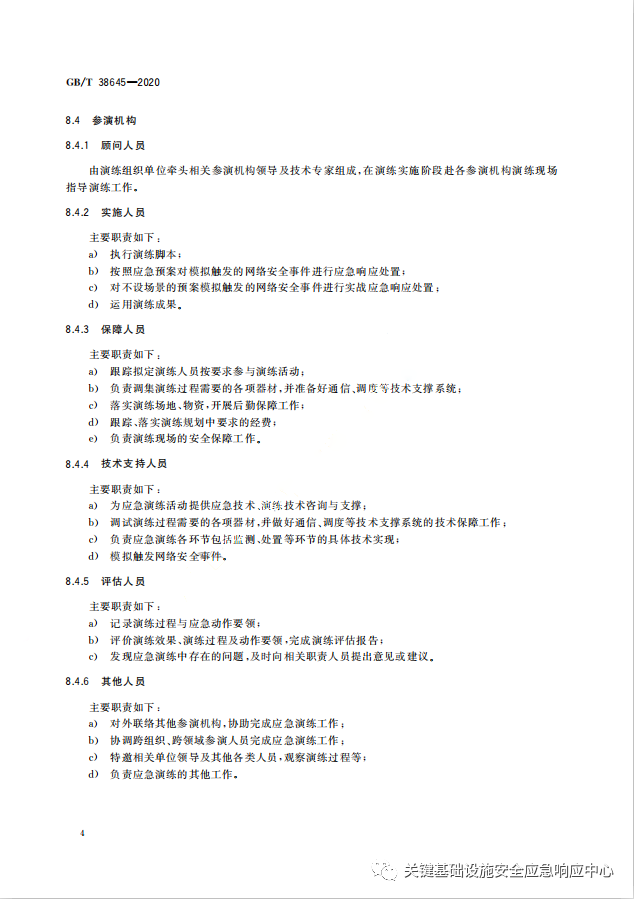 GB/T 38645—2020
8.4 参演机构
8.4.1 顾问人员
由演练组织单位牵头相关参演机构领导及技术专家组成,在演练实施阶段赴各参演机构演练现场
指导演练工作。
8.4.2 实施人员
主要职责如下:
a) 执行演练脚本;
b) 按照应急预案对模拟触发的网络安全事件进行应急响应处置;
c) 对不设场景的预案模拟触发的网络安全事件进行实战应急响应处置;
d) 运用演练成果。
8.4.3 保障人员
主要职责如下:
a) 跟踪拟定演练人员按要求参与演练活动;
b) 负责调集演练过程需要的各项器材,并准备好通信、调度等技术支撑系统;
c) 落实演练场地、物资,开展后勤保障工作;
d) 跟踪、落实演练规划中要求的经费;
e) 负责演练现场的安全保障工作。
8.4.4 技术支持人员
主要职责如下:
a) 为应急演练活动提供应急技术、演练技术咨询与支撑;
b) 调试演练过程需要的各项器材,并做好通信、调度等技术支撑系统的技术保障工作;
c) 负责应急演练各环节包括监测、处置等环节的具体技术实现;
d) 模拟触发网络安全事件。
8.4.5 评估人员
主要职责如下:
a) 记录演练过程与应急动作要领;
b) 评价演练效果、演练过程及动作要领,完成演练评估报告;
c) 发现应急演练中存在的问题,及时向相关职责人员提出意见或建议。
8.4.6 其他人员
主要职责如下:
a) 对外联络其他参演机构,协助完成应急演练工作;
b) 协调跨组织、跨领域参演人员完成应急演练工作;
c) 特邀相关单位领导及其他各类人员,观察演练过程等;
d) 负责应急演练的其他工作。
4
关键基础设施安全应急响应中心